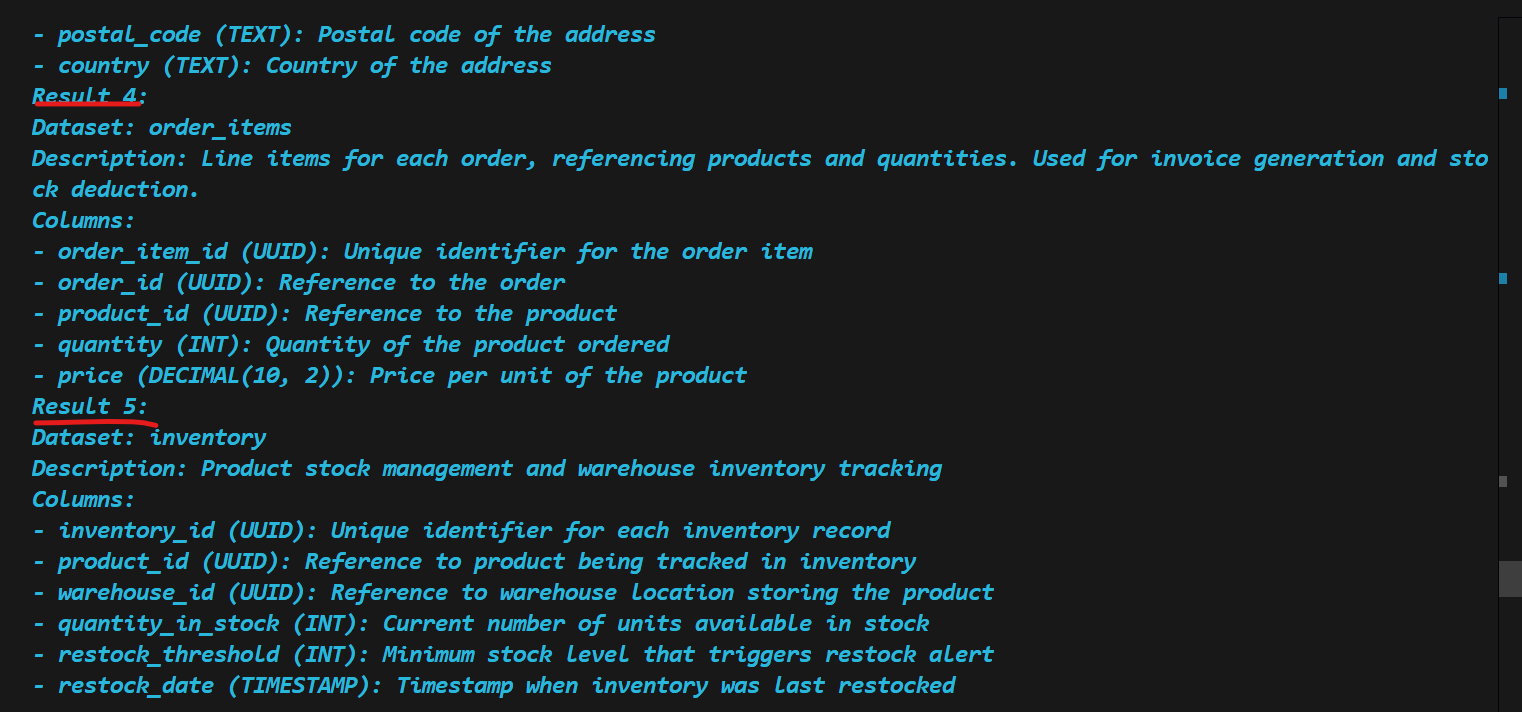 - postal_code (TEXT): Postal code of the address
- country (TEXT): Country of the address
Result 4:
Dataset: order_items
Description: Line items for each order, referencing products and quantities. Used for invoice generation and sto
ck deduction.
Columns:
- order_item_id (UUID): Unique identifier for the order item
- order_id (UUID): Reference to the order
- product_id (UUID): Reference to the product
- quantity (INT): Quantity of the product ordered
- price (DECIMAL(10, 2)): Price per unit of the product
Result 5:
Dataset: inventory
Description: Product stock management and warehouse inventory tracking
Columns:
- inventory_id (UUID): Unique identifier for each inventory record
- product_id (UUID): Reference to product being tracked in inventory
- warehouse_id (UUID): Reference to warehouse location storing the product
- quantity_in_stock (INT): Current number of units available in stock
- restock_threshold (INT): Minimum stock level that triggers restock alert
- restock_date (TIMESTAMP): Timestamp when inventory was last restocked